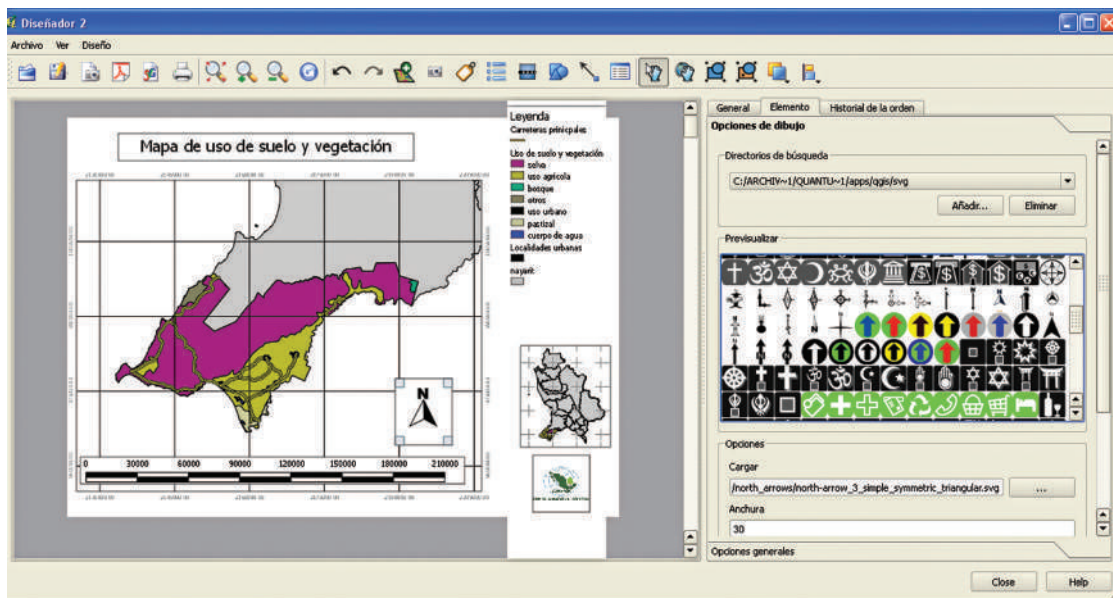 Diseñador 2
Archivo Ver Diseño
Mapa de uso de suelo y vegetación
Leyenda
Carreteras prinicpales
Uso de suelo y vegetación
selva
uso agrícola
bosque
otros
uso urbano
pastizal
cuerpo de agua
Localidades urbanas
nayarit
N
0 30000 60000 90000 120000 150000 180000 210000
General Elemento Historial de la orden
Opciones de dibujo
Directorios de búsqueda
C:/ARCHIV~1/QUANTU~1/apps/qgis/svg
Añadir... Eliminar
Previsualizar
Opciones
Cargar
/north_arrows/north-arrow_3_simple_symmetric_triangular.svg ...
Anchura
30
Opciones generales
Close Help